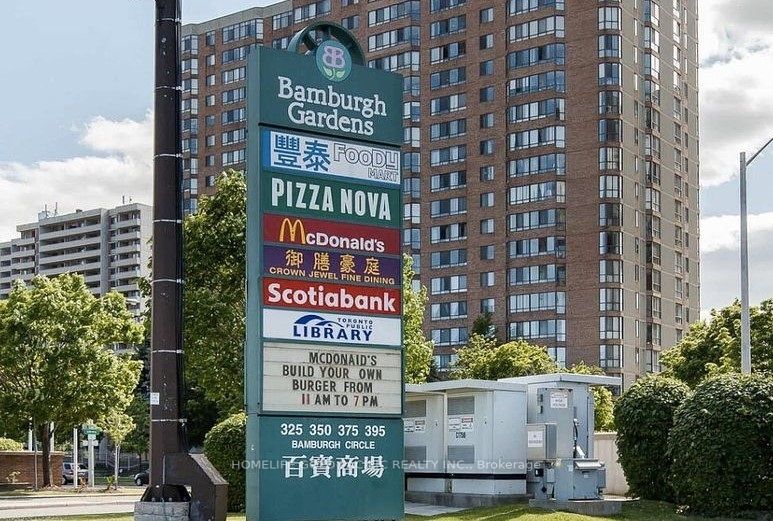 Bamburgh
Gardens
豐泰 FOODY
MART
PIZZA NOVA
McDonald's
御膳豪庭
CROWN JEWEL FINE DINING
Scotiabank
TORONTO
PUBLIC
LIBRARY
MCDONALD'S
BUILD YOUR OWN
BURGER FROM
11 AM TO 7 PM
325 350 375 395
BAMBURGH CIRCLE
百寶商場